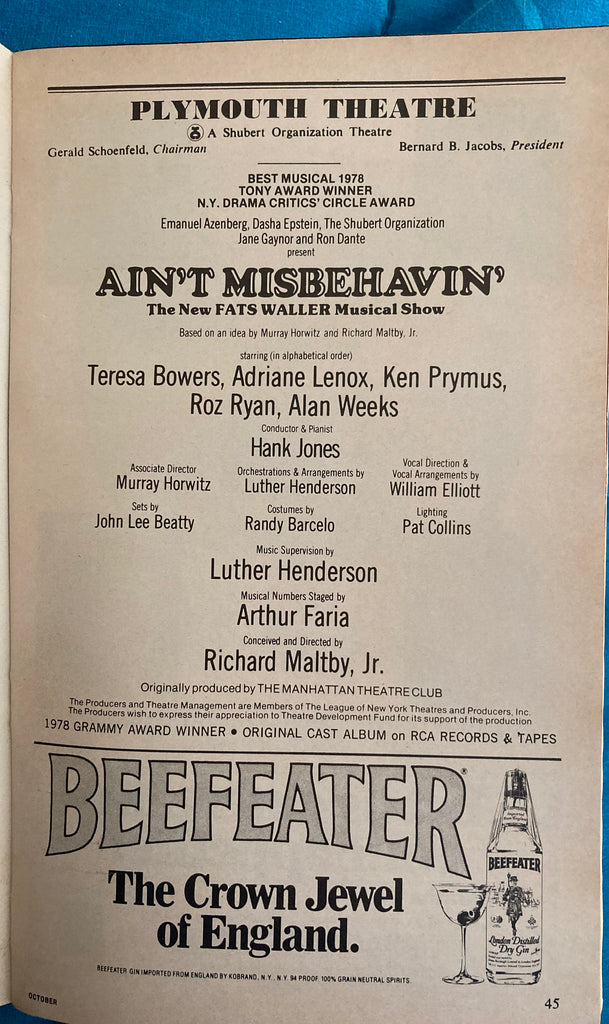 PLYMOUTH THEATRE
A Shubert Organization Theatre
Gerald Schoenfeld, Chairman Bernard B. Jacobs, President
BEST MUSICAL 1978
TONY AWARD WINNER
N.Y. DRAMA CRITICS' CIRCLE AWARD
Emanuel Azenberg, Dasha Epstein, The Shubert Organization
Jane Gaynor and Ron Dante
present
AIN'T MISBEHAVIN'
The New FATS WALLER Musical Show
Based on an idea by Murray Horwitz and Richard Maltby, Jr.
starring (in alphabetical order)
Teresa Bowers, Adriane Lenox, Ken Prymus,
Roz Ryan, Alan Weeks
Conductor & Pianist
Hank Jones
Associate Director
Murray Horwitz
Orchestrations & Arrangements by
Luther Henderson
Vocal Direction &
Vocal Arrangements by
William Elliott
Sets by
John Lee Beatty
Costumes by
Randy Barcelo
Lighting
Pat Collins
Music Supervision by
Luther Henderson
Musical Numbers Staged by
Arthur Faria
Conceived and Directed by
Richard Maltby, Jr.
Originally produced by THE MANHATTAN THEATRE CLUB
The Producers and Theatre Management are Members of The League of New York Theatres and Producers, Inc.
The Producers wish to express their appreciation to Theatre Development Fund for its support of the production
1978 GRAMMY AWARD WINNER • ORIGINAL CAST ALBUM on RCA RECORDS & TAPES
BEEFEATER®
The Crown Jewel
of England.
BEEFEATER
London Distilled
Dry Gin
BEEFEATER GIN IMPORTED FROM ENGLAND BY KOBRAND, N.Y., N.Y. 94 PROOF. 100% GRAIN NEUTRAL SPIRITS.
OCTOBER
45